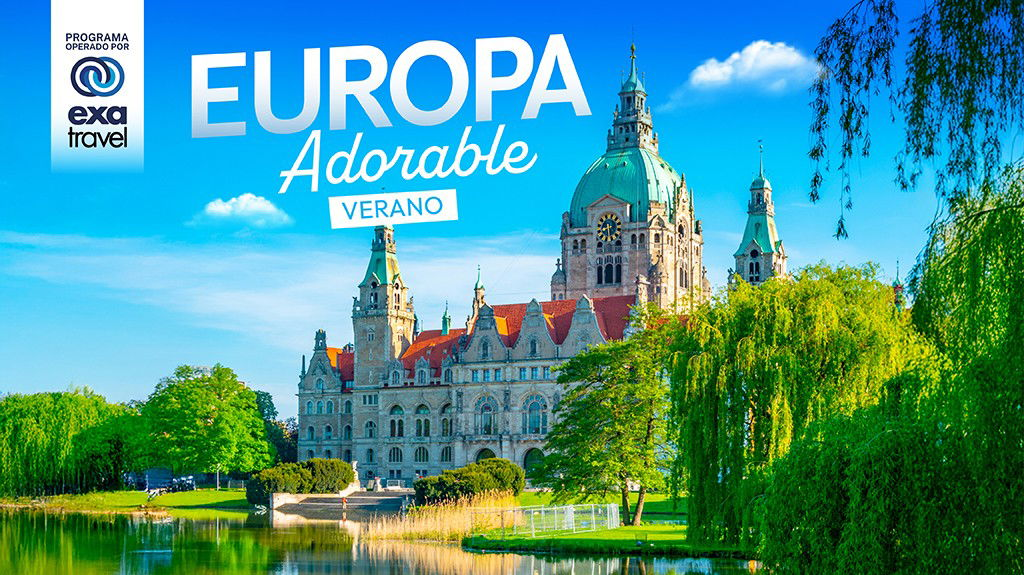 PROGRAMA
OPERADO POR
exa
travel
EUROPA
Adorable
VERANO